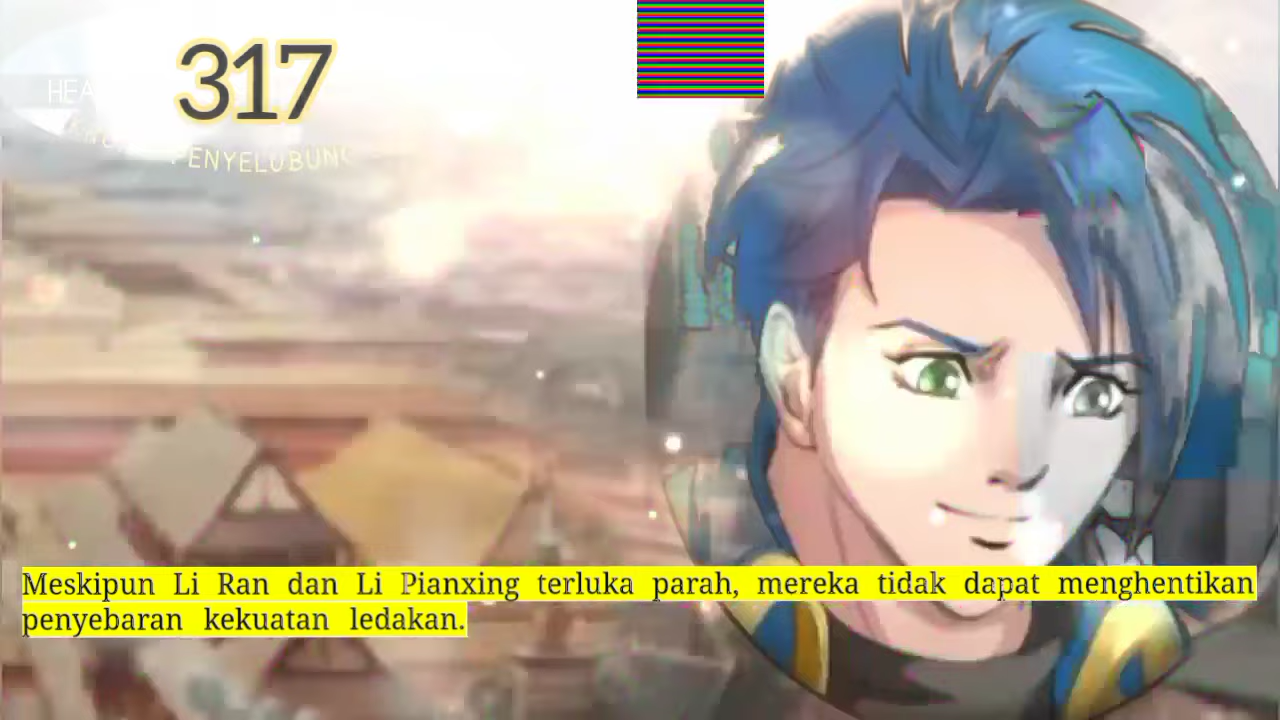 317
Meskipun Li Ran dan Li Pianxing terluka parah, mereka tidak dapat menghentikan
penyebaran kekuatan ledakan.